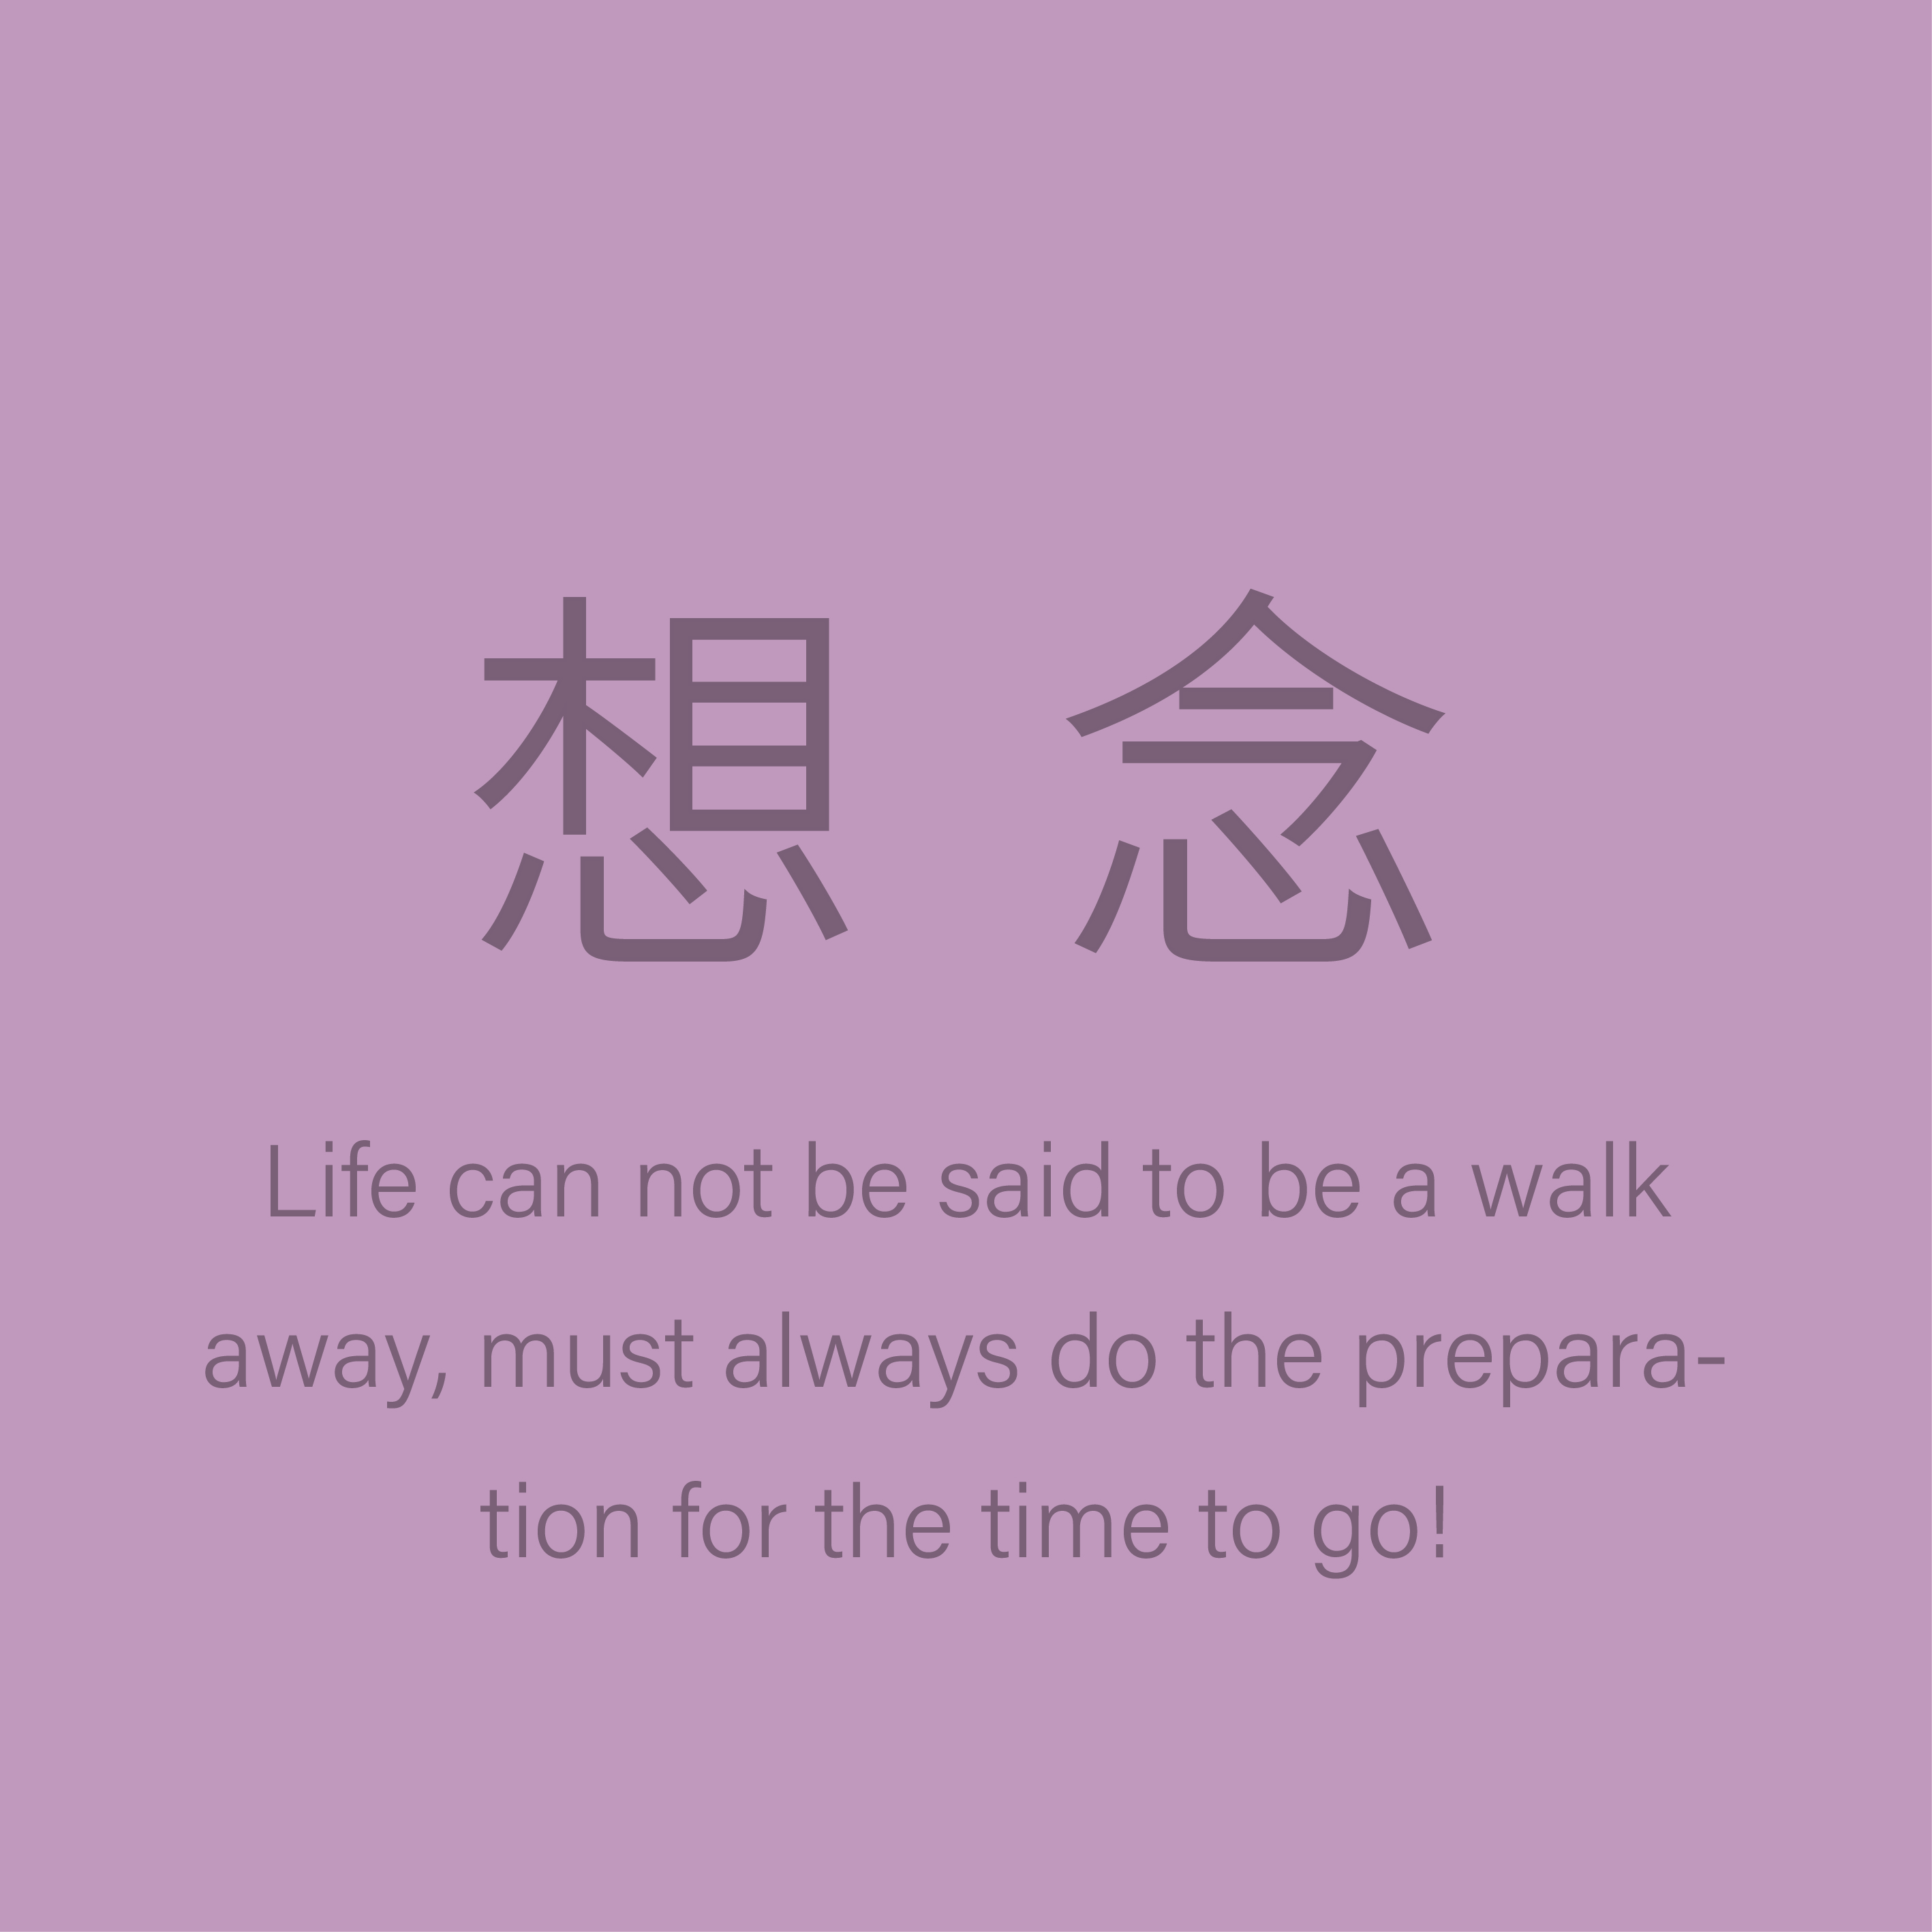 想 念
Life can not be said to be a walk-
away, must always do the prepara-
tion for the time to go!